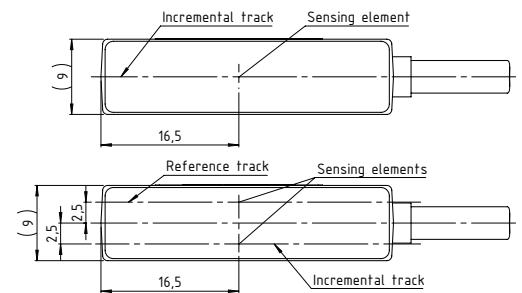 Incremental track
Sensing element
(9)
16,5
Reference track
Sensing elements
(9)
2,5
2,5
16,5
Incremental track